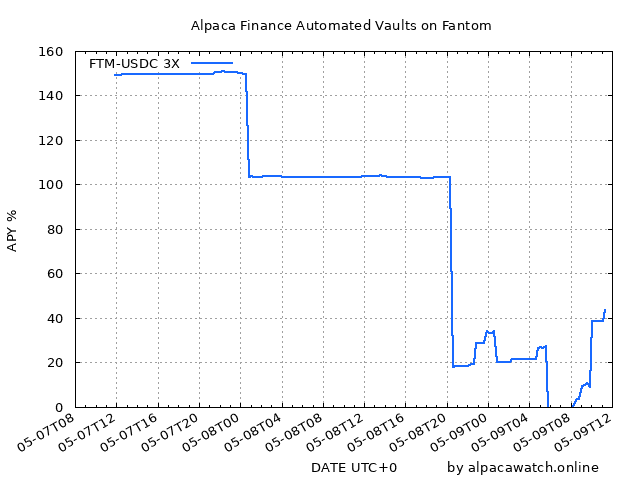 Alpaca Finance Automated Vaults on Fantom
FTM-USDC 3X
160
140
120
100
80
60
40
20
0
APY %
05-07T08
05-07T12
05-07T16
05-07T20
05-08T00
05-08T04
05-08T08
05-08T12
05-08T16
05-08T20
05-09T00
05-09T04
05-09T08
05-09T12
DATE UTC+0
by alpacawatch.online